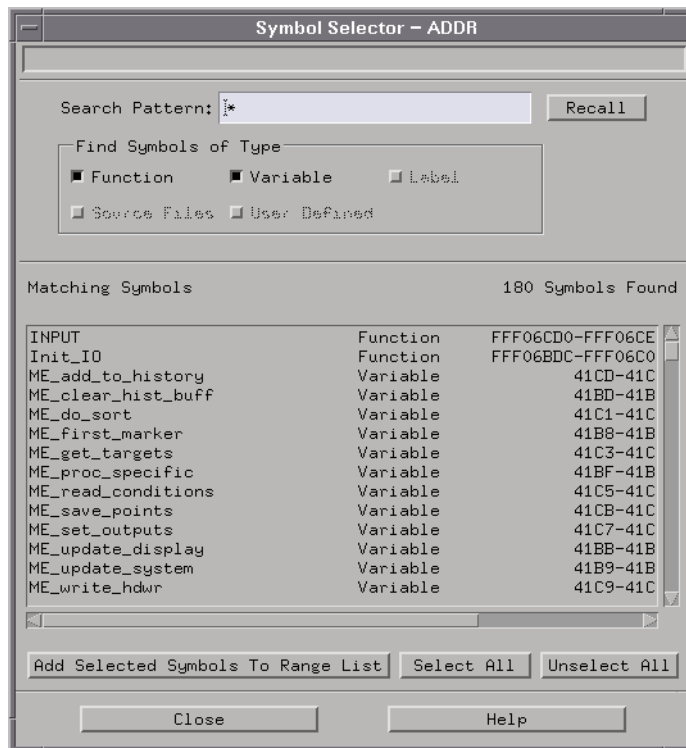 Symbol Selector – ADDR
Search Pattern: * Recall
Find Symbols of Type
Function Variable Label
Source Files User Defined
Matching Symbols 180 Symbols Found
INPUT Function FFF06CD0-FFF06CE
Init_IO Function FFF06BDC-FFF06C0
ME_add_to_history Variable 41CD-41C
ME_clear_hist_buff Variable 41BD-41B
ME_do_sort Variable 41C1-41C
ME_first_marker Variable 41B8-41B
ME_get_targets Variable 41C3-41C
ME_proc_specific Variable 41BF-41B
ME_read_conditions Variable 41C5-41C
ME_save_points Variable 41CB-41C
ME_set_outputs Variable 41C7-41C
ME_update_display Variable 41BB-41B
ME_update_system Variable 41B9-41B
ME_write_hdwr Variable 41C9-41C
Add Selected Symbols To Range List Select All Unselect All
Close Help